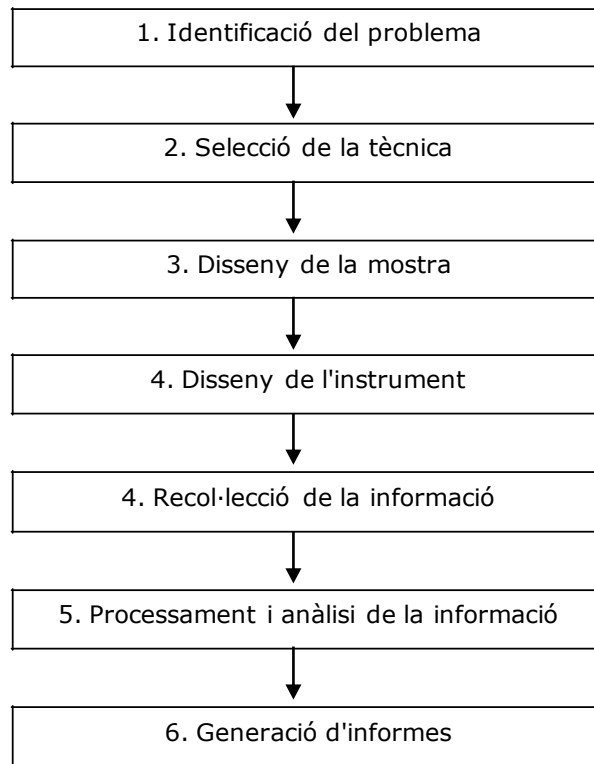 1. Identificació del problema
2. Selecció de la tècnica
3. Disseny de la mostra
4. Disseny de l'instrument
4. Recol·lecció de la informació
5. Processament i anàlisi de la informació
6. Generació d'informes